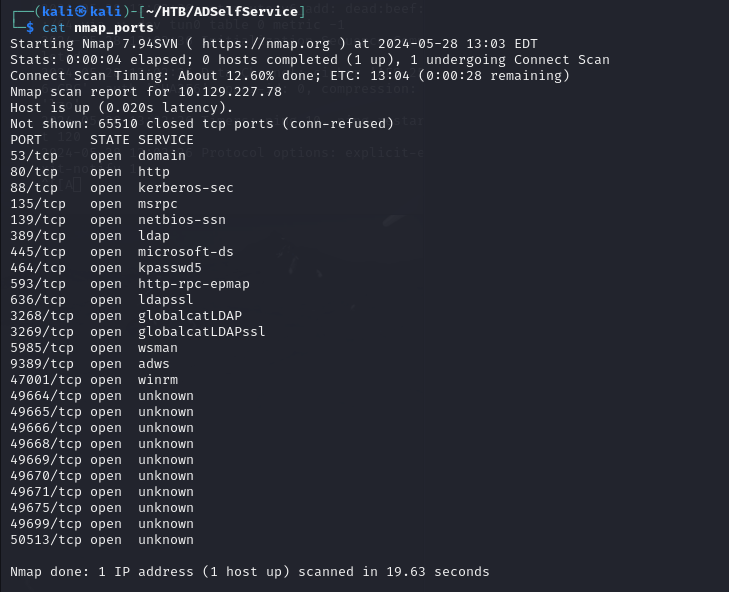 ┌──(kali㉿kali)-[~/HTB/ADSelfService]
└─$ cat nmap_ports
Starting Nmap 7.94SVN ( https://nmap.org ) at 2024-05-28 13:03 EDT
Stats: 0:00:04 elapsed; 0 hosts completed (1 up), 1 undergoing Connect Scan
Connect Scan Timing: About 12.60% done; ETC: 13:04 (0:00:28 remaining)
Nmap scan report for 10.129.227.78
Host is up (0.020s latency).
Not shown: 65510 closed tcp ports (conn-refused)
PORT      STATE SERVICE
53/tcp    open  domain
80/tcp    open  http
88/tcp    open  kerberos-sec
135/tcp   open  msrpc
139/tcp   open  netbios-ssn
389/tcp   open  ldap
445/tcp   open  microsoft-ds
464/tcp   open  kpasswd5
593/tcp   open  http-rpc-epmap
636/tcp   open  ldapssl
3268/tcp  open  globalcatLDAP
3269/tcp  open  globalcatLDAPssl
5985/tcp  open  wsman
9389/tcp  open  adws
47001/tcp open  winrm
49664/tcp open  unknown
49665/tcp open  unknown
49666/tcp open  unknown
49668/tcp open  unknown
49669/tcp open  unknown
49670/tcp open  unknown
49671/tcp open  unknown
49675/tcp open  unknown
49699/tcp open  unknown
50513/tcp open  unknown
Nmap done: 1 IP address (1 host up) scanned in 19.63 seconds